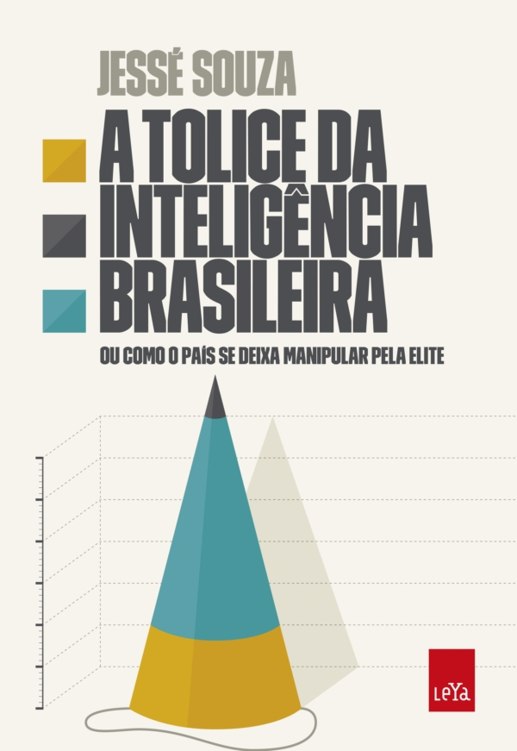 JESSÉ SOUZA
A TOLICE DA
INTELIGÊNCIA
BRASILEIRA
OU COMO O PAÍS SE DEIXA MANIPULAR PELA ELITE
LeYa